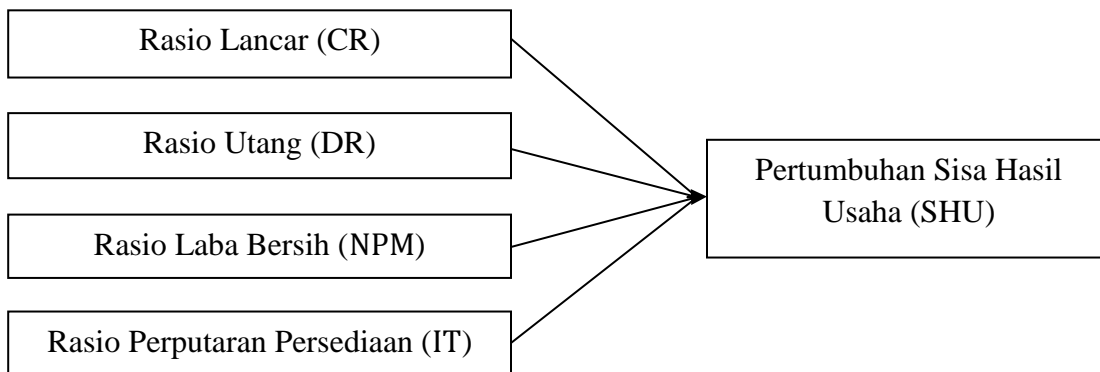 Rasio Lancar (CR)
Rasio Utang (DR)
Rasio Laba Bersih (NPM)
Rasio Perputaran Persediaan (IT)
Pertumbuhan Sisa Hasil
Usaha (SHU)